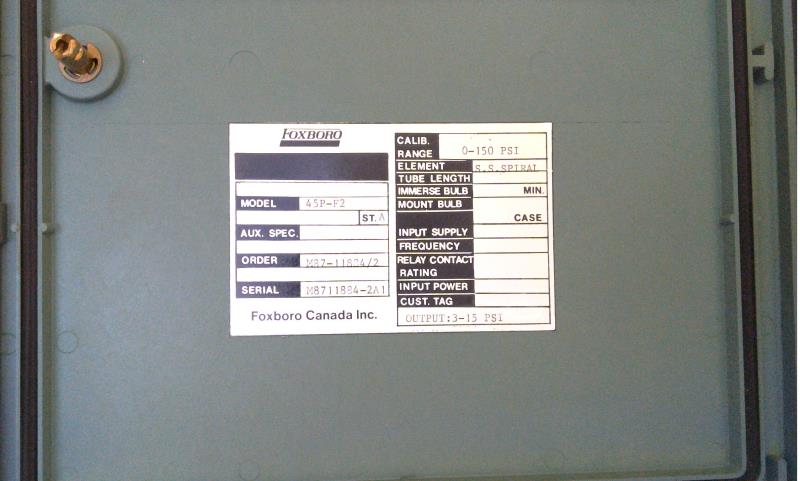 FOXBORO
MODEL 45P-F2
ST. A
AUX. SPEC.
ORDER M87-11884/2
SERIAL M8711884-2A1
Foxboro Canada Inc.
CALIB.
RANGE 0-150 PSI
ELEMENT S.S.SPIRAL
TUBE LENGTH
IMMERSE BULB MIN.
MOUNT BULB
CASE
INPUT SUPPLY
FREQUENCY
RELAY CONTACT
RATING
INPUT POWER
CUST. TAG
OUTPUT:3-15 PSI